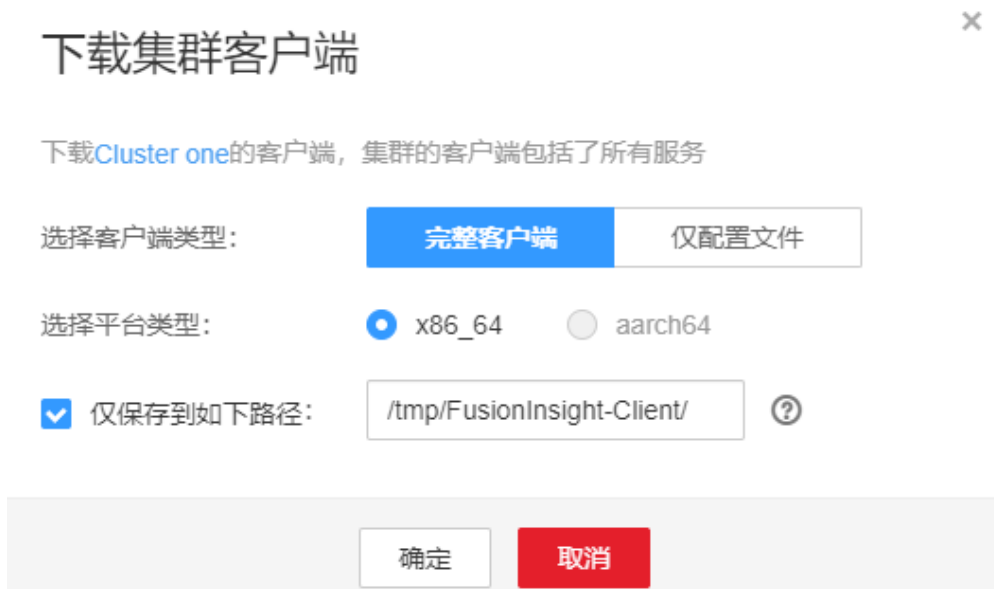 下载集群客户端
下载Cluster one的客户端，集群的客户端包括了所有服务
选择客户端类型： 完整客户端 仅配置文件
选择平台类型： x86_64 aarch64
仅保存到如下路径： /tmp/FusionInsight-Client/
确定 取消